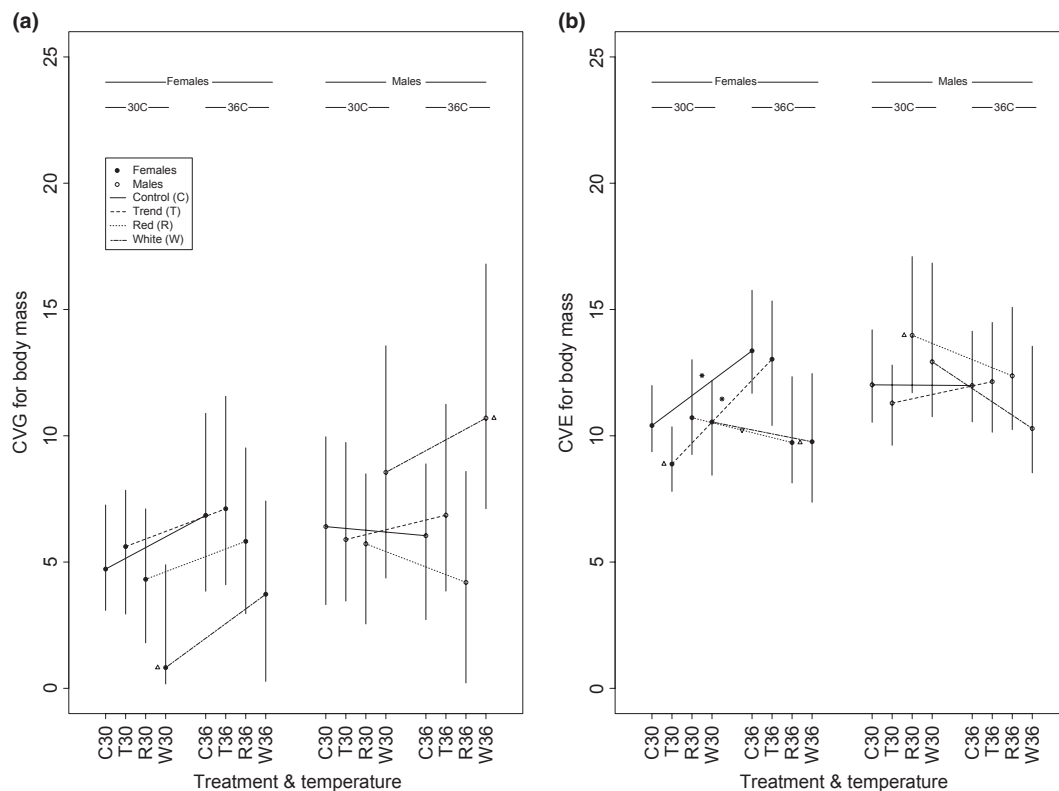 (a)
CVG for body mass
25
20
15
10
5
0
Females
Males
30C
36C
30C
36C
Females
Males
Control (C)
Trend (T)
Red (R)
White (W)
C30
T30
R30
W30
C36
T36
R36
W36
C30
T30
R30
W30
C36
T36
R36
W36
Treatment & temperature
(b)
CVE for body mass
25
20
15
10
5
0
Females
Males
30C
36C
30C
36C
C30
T30
R30
W30
C36
T36
R36
W36
C30
T30
R30
W30
C36
T36
R36
W36
Treatment & temperature